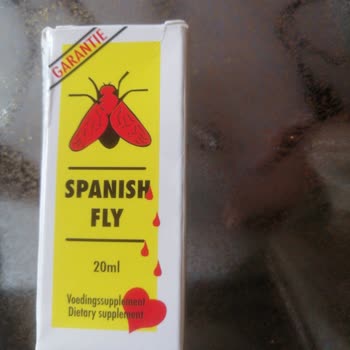 GARANTIE
SPANISH
FLY
20ml
Voedingssupplement
Dietary supplement